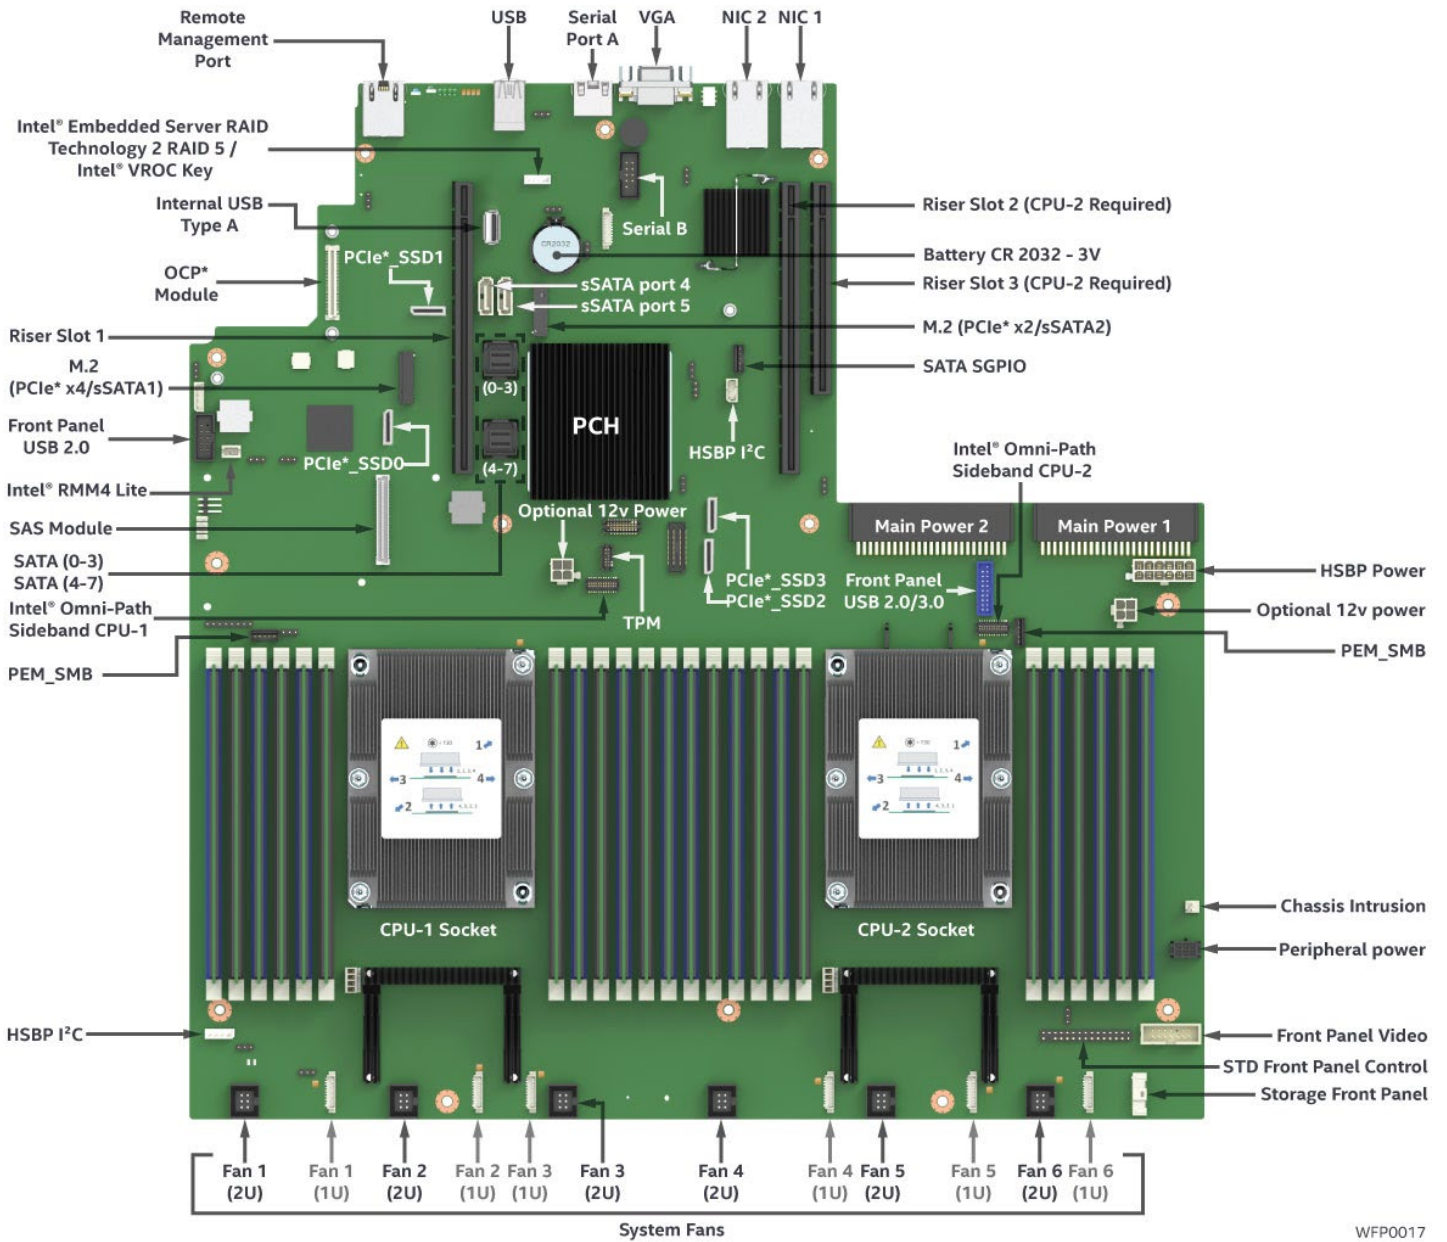 Remote
Management
Port
USB
Serial
Port A
VGA
NIC 2
NIC 1
Intel® Embedded Server RAID
Technology 2 RAID 5 /
Intel® VROC Key
Internal USB
Type A
Serial B
Riser Slot 2 (CPU-2 Required)
CR2032
Battery CR 2032 - 3V
PCIe*_SSD1
OCP*
Module
sSATA port 4
sSATA port 5
Riser Slot 3 (CPU-2 Required)
M.2 (PCIe* x2/sSATA2)
Riser Slot 1
M.2
(PCIe* x4/sSATA1)
(0-3)
SATA SGPIO
PCH
Front Panel
USB 2.0
HSBP I²C
Intel® Omni-Path
Sideband CPU-2
PCIe*_SSD0
(4-7)
Intel® RMM4 Lite
Optional 12v Power
SAS Module
Main Power 2
Main Power 1
SATA (0-3)
SATA (4-7)
PCIe*_SSD3
PCIe*_SSD2
Front Panel
USB 2.0/3.0
HSBP Power
Intel® Omni-Path
Sideband CPU-1
TPM
Optional 12v power
PEM_SMB
PEM_SMB
1
3
4
2
1
3
4
2
CPU-1 Socket
CPU-2 Socket
Chassis Intrusion
Peripheral power
HSBP I²C
Front Panel Video
STD Front Panel Control
Storage Front Panel
Fan 1
(2U)
Fan 1
(1U)
Fan 2
(2U)
Fan 2
(1U)
Fan 3
(1U)
Fan 3
(2U)
Fan 4
(2U)
Fan 4
(1U)
Fan 5
(2U)
Fan 5
(1U)
Fan 6
(2U)
Fan 6
(1U)
System Fans
WFP0017